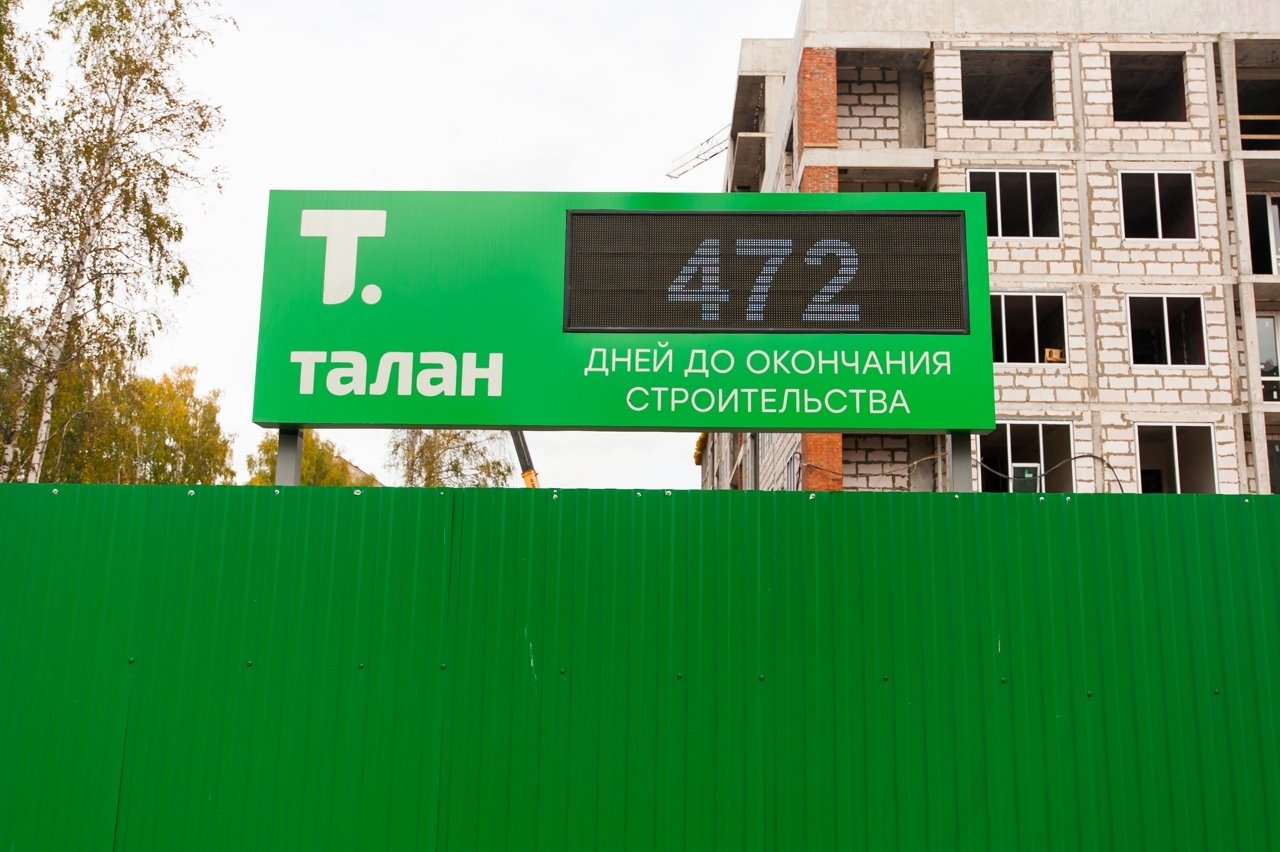 Т.
талан
472
ДНЕЙ ДО ОКОНЧАНИЯ
СТРОИТЕЛЬСТВА